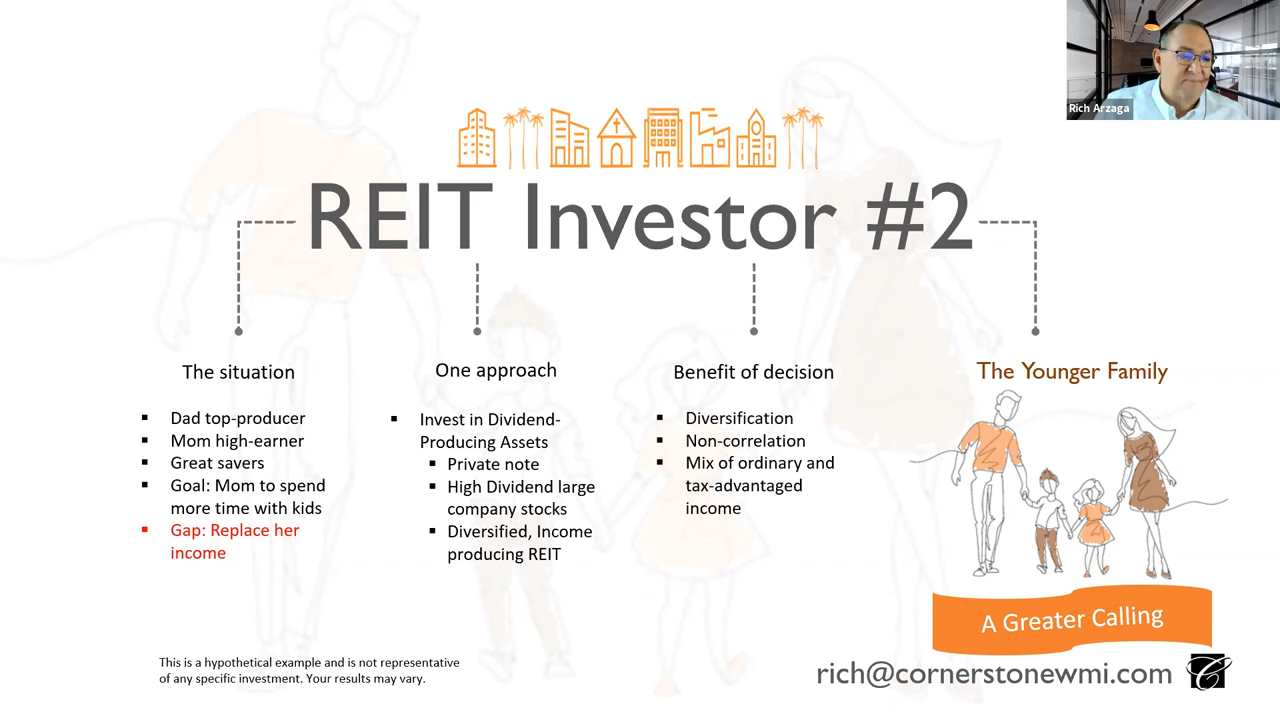 Rich Arzaga
REIT Investor #2
The situation
▪ Dad top-producer
▪ Mom high-earner
▪ Great savers
▪ Goal: Mom to spend
more time with kids
▪ Gap: Replace her
income
One approach
▪ Invest in Dividend-
Producing Assets
▪ Private note
▪ High Dividend large
company stocks
▪ Diversified, Income
producing REIT
Benefit of decision
▪ Diversification
▪ Non-correlation
▪ Mix of ordinary and
tax-advantaged
income
The Younger Family
A Greater Calling
This is a hypothetical example and is not representative
of any specific investment. Your results may vary.
rich@cornerstonewmi.com